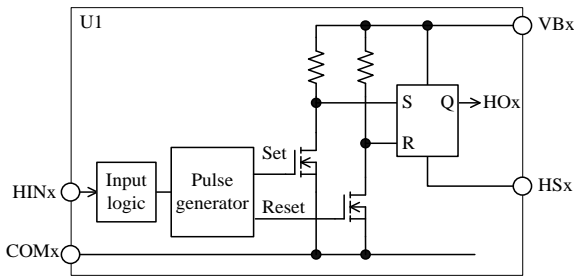 U1
VBx
S
Q
HOx
R
Set
Input
logic
Pulse
generator
HINx
HSx
Reset
COMx